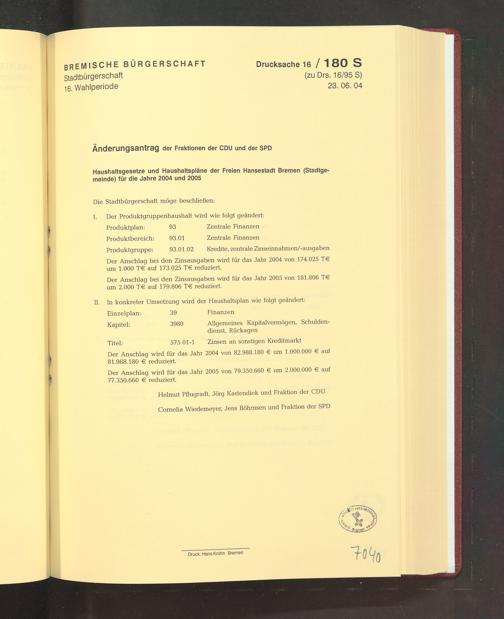 BREMISCHE BÜRGERSCHAFT
Stadtbürgerschaft
16. Wahlperiode
Drucksache 16 / 180 S
(zu Drs. 16/95 S)
23. 06. 04
Änderungsantrag der Fraktionen der CDU und der SPD
Haushaltsgesetze und Haushaltspläne der Freien Hansestadt Bremen (Stadtge-
meinde) für die Jahre 2004 und 2005
Die Stadtbürgerschaft möge beschließen:
I. Der Produktgruppenhaushalt wird wie folgt geändert:
Produktplan: 93 Zentrale Finanzen
Produktbereich: 93.01 Zentrale Finanzen
Produktgruppe: 93.01.02 Kredite, zentrale Zinseinnahmen/-ausgaben
Der Anschlag bei den Zinsausgaben wird für das Jahr 2004 von 174.025 T€
um 1.000 T€ auf 173.025 T€ reduziert.
Der Anschlag bei den Zinsausgaben wird für das Jahr 2005 von 181.806 T€
um 2.000 T€ auf 179.806 T€ reduziert.
II. In konkreter Umsetzung wird der Haushaltsplan wie folgt geändert:
Einzelplan: 39 Finanzen
Kapitel: 3980 Allgemeines Kapitalvermögen, Schulden-
dienst, Rücklagen
Titel: 575 01-1 Zinsen an sonstigen Kreditmarkt
Der Anschlag wird für das Jahr 2004 von 82.988.180 € um 1.000.000 € auf
81.988.180 € reduziert.
Der Anschlag wird für das Jahr 2005 von 79.350.660 € um 2.000.000 € auf
77.350.660 € reduziert.
Helmut Pflugradt, Jörg Kastendiek und Fraktion der CDU
Cornelia Wiedemeyer, Jens Böhrnsen und Fraktion der SPD
Druck: Hans Krohn Bremen
7040